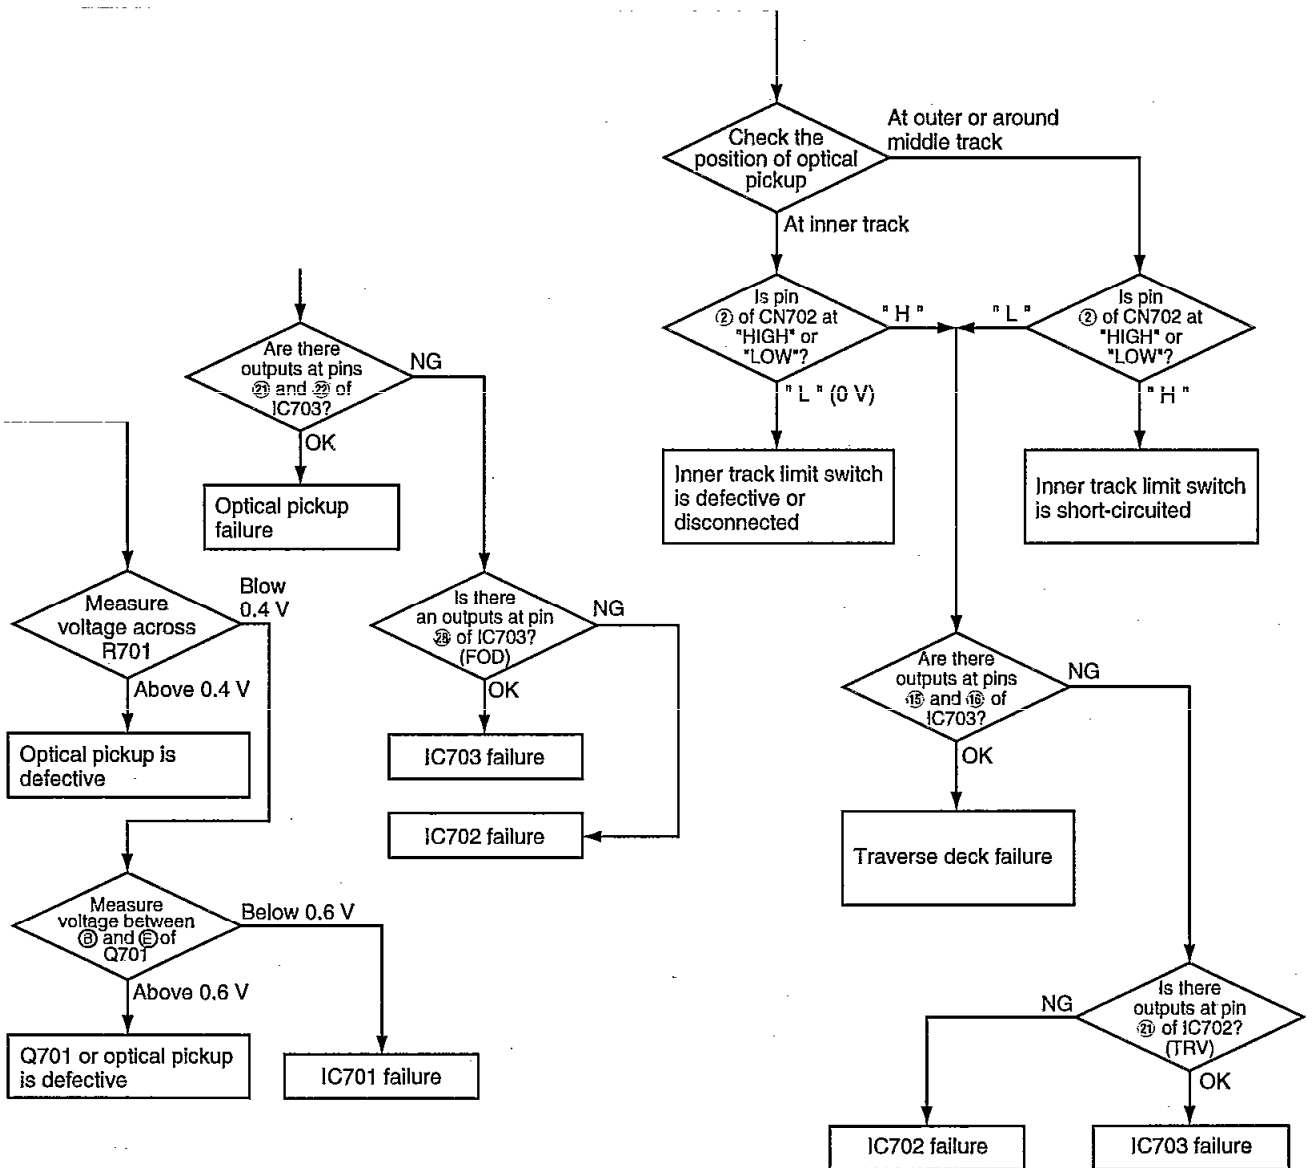 Check the
position of optical
pickup
At outer or around
middle track
At inner track
Is pin
② of CN702 at
"HIGH" or
"LOW"?
"H"
"L" (0 V)
Inner track limit switch
is defective or
disconnected
Is pin
② of CN702 at
"HIGH" or
"LOW"?
"L"
"H"
Inner track limit switch
is short-circuited
Are there
outputs at pins
㉑ and ㉒ of
IC703?
NG
OK
Optical pickup
failure
Is there
an outputs at pin
㉘ of IC703?
(FOD)
NG
OK
IC703 failure
IC702 failure
Measure
voltage across
R701
Blow
0.4 V
Above 0.4 V
Optical pickup is
defective
Measure
voltage between
Ⓑ and Ⓔ of
Q701
Below 0.6 V
Above 0.6 V
Q701 or optical pickup
is defective
IC701 failure
Are there
outputs at pins
⑮ and ⑯ of
IC703?
NG
OK
Traverse deck failure
Is there
outputs at pin
㉑ of IC702?
(TRV)
NG
OK
IC702 failure
IC703 failure